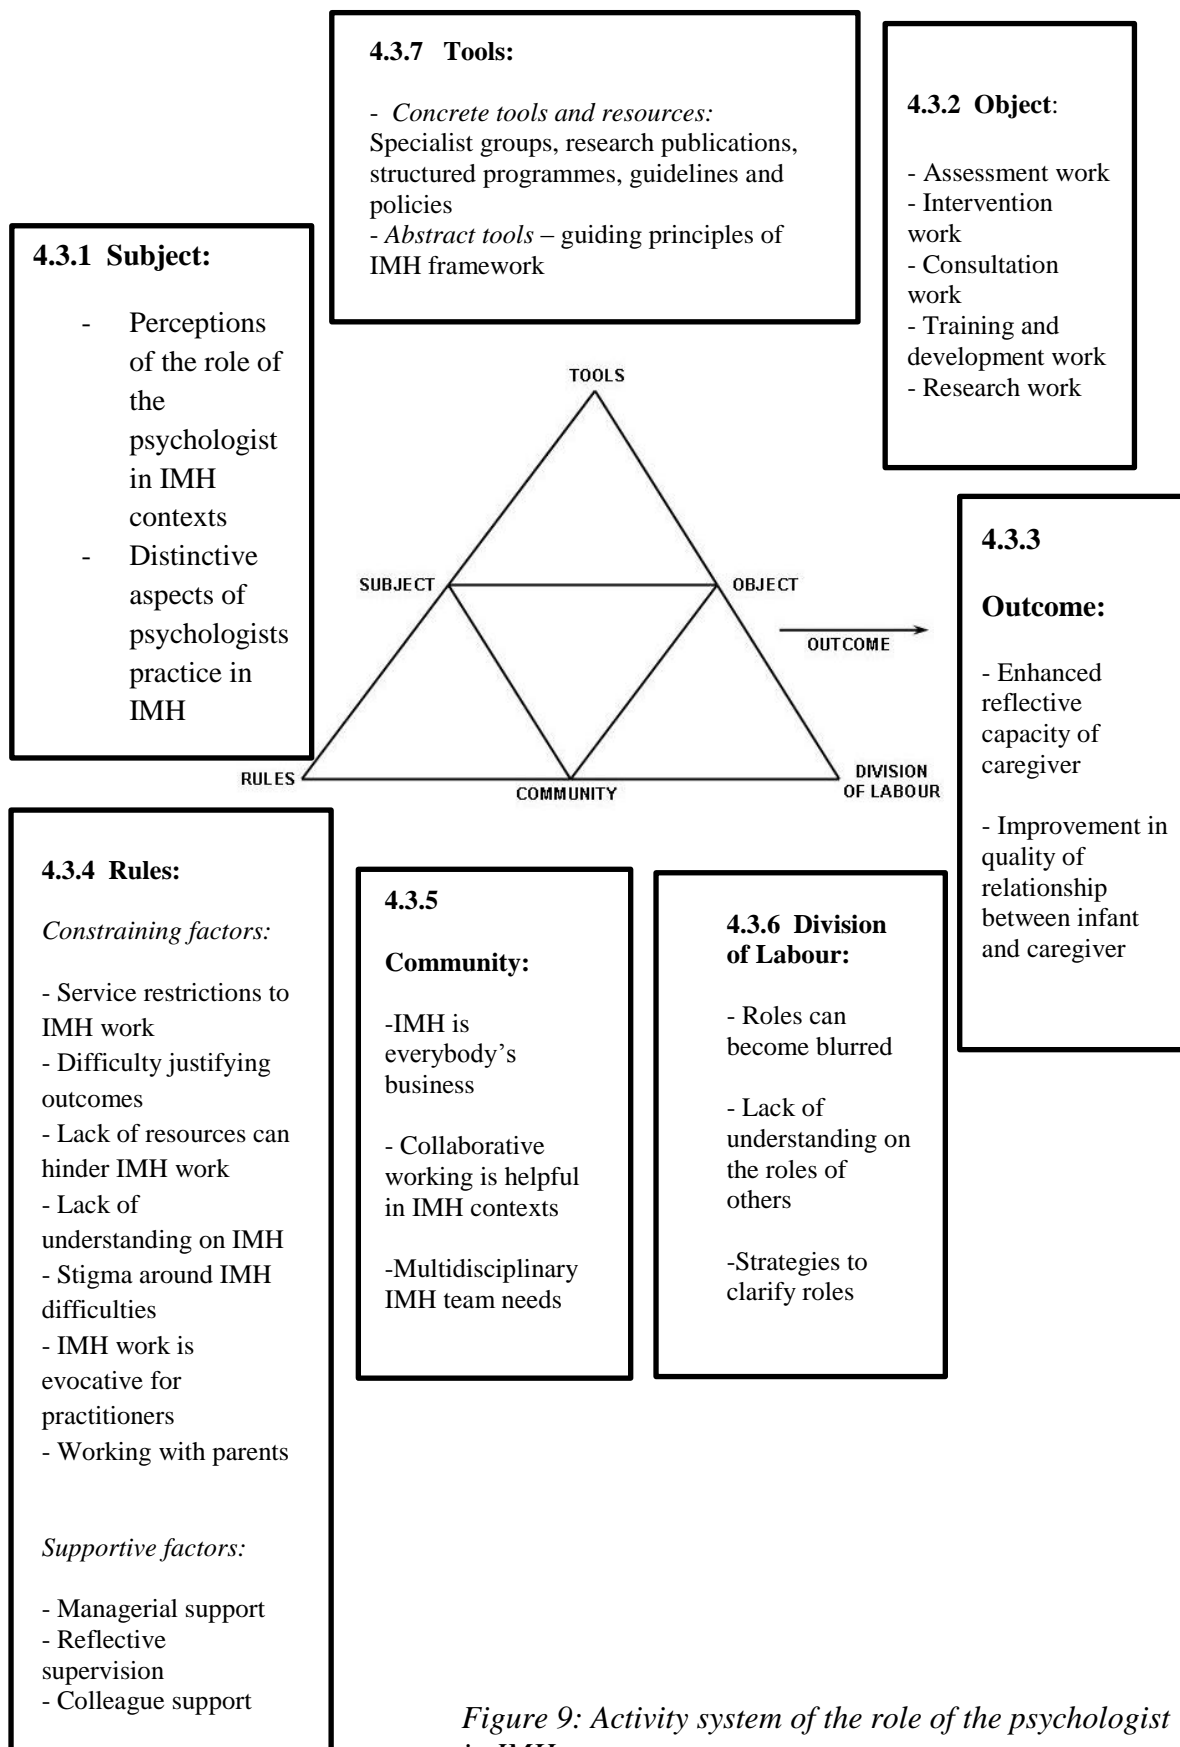 4.3.7 Tools:
- Concrete tools and resources:
Specialist groups, research publications,
structured programmes, guidelines and
policies
- Abstract tools – guiding principles of
IMH framework
4.3.2 Object:
- Assessment work
- Intervention
work
- Consultation
work
- Training and
development work
- Research work
4.3.1 Subject:
- Perceptions
of the role of
the
psychologist
in IMH
contexts
- Distinctive
aspects of
psychologists
practice in
IMH
TOOLS
SUBJECT
OBJECT
OUTCOME
RULES
COMMUNITY
DIVISION
OF LABOUR
4.3.3
Outcome:
- Enhanced
reflective
capacity of
caregiver
- Improvement in
quality of
relationship
between infant
and caregiver
4.3.4 Rules:
Constraining factors:
- Service restrictions to
IMH work
- Difficulty justifying
outcomes
- Lack of resources can
hinder IMH work
- Lack of
understanding on IMH
- Stigma around IMH
difficulties
- IMH work is
evocative for
practitioners
- Working with parents
Supportive factors:
- Managerial support
- Reflective
supervision
- Colleague support
4.3.5
Community:
-IMH is
everybody’s
business
- Collaborative
working is helpful
in IMH contexts
-Multidisciplinary
IMH team needs
4.3.6 Division
of Labour:
- Roles can
become blurred
- Lack of
understanding on
the roles of
others
-Strategies to
clarify roles
Figure 9: Activity system of the role of the psychologist
in IMH